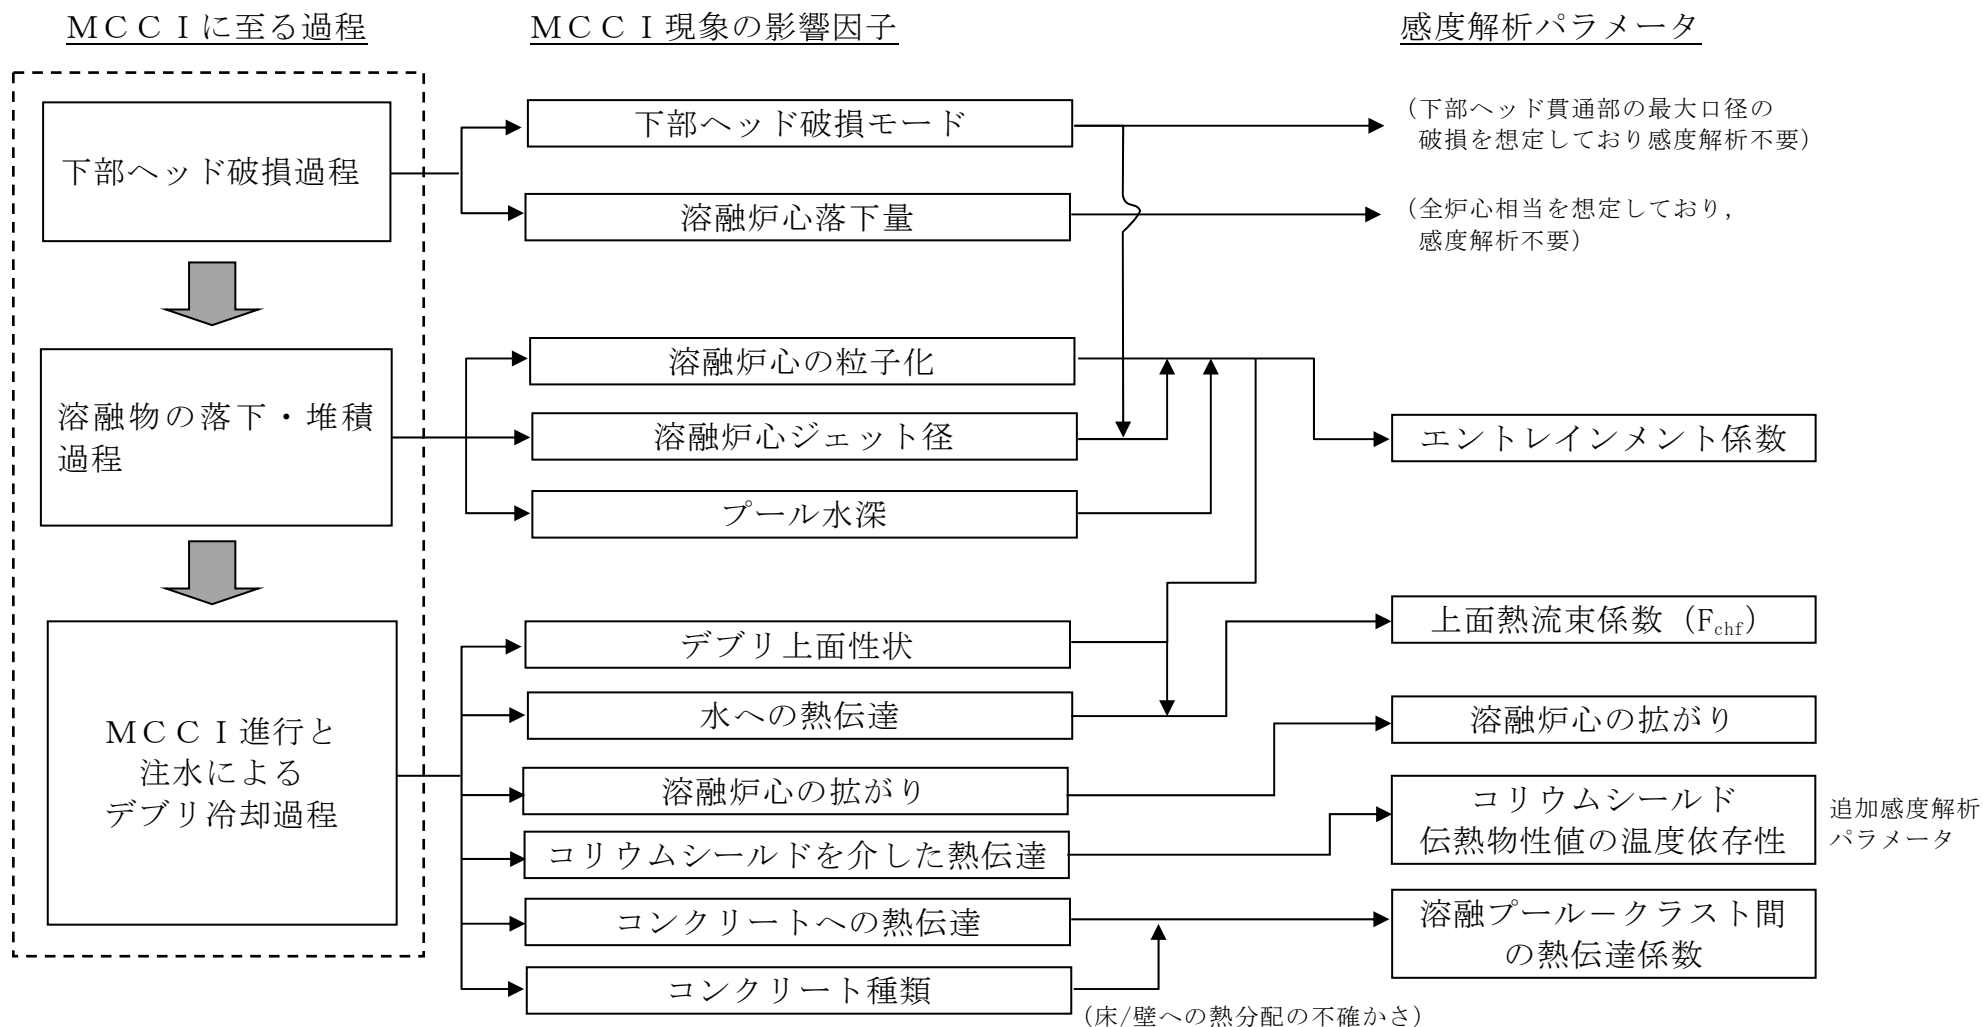 ＭＣＣＩに至る過程
ＭＣＣＩ現象の影響因子
感度解析パラメータ
下部ヘッド破損過程
溶融物の落下・堆積
過程
ＭＣＣＩ進行と
注水による
デブリ冷却過程
下部ヘッド破損モード
溶融炉心落下量
溶融炉心の粒子化
溶融炉心ジェット径
プール水深
デブリ上面性状
水への熱伝達
溶融炉心の拡がり
コリウムシールドを介した熱伝達
コンクリートへの熱伝達
コンクリート種類
（床/壁への熱分配の不確かさ）
（下部ヘッド貫通部の最大口径の
破損を想定しており感度解析不要）
（全炉心相当を想定しており，
感度解析不要）
エントレインメント係数
上面熱流束係数（Fchf）
溶融炉心の拡がり
コリウムシールド
伝熱物性値の温度依存性
追加感度解析
パラメータ
溶融プール－クラスト間
の熱伝達係数